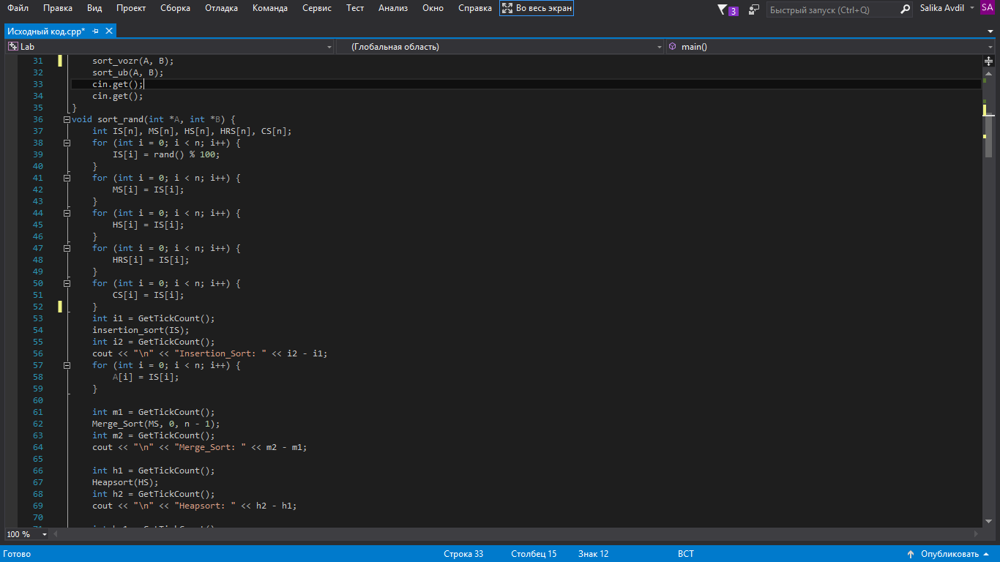 Файл Правка Вид Проект Сборка Отладка Команда Сервис Тест Анализ Окно Справка Во весь экран 3 Быстрый запуск (Ctrl+Q) Salika Avdil SA
Исходный код.cpp*
Lab (Глобальная область) main()
31 sort_vozr(A, B);
32 sort_ub(A, B);
33 cin.get();
34 cin.get();
35 }
36 void sort_rand(int *A, int *B) {
37 int IS[n], MS[n], HS[n], HRS[n], CS[n];
38 for (int i = 0; i < n; i++) {
39 IS[i] = rand() % 100;
40 }
41 for (int i = 0; i < n; i++) {
42 MS[i] = IS[i];
43 }
44 for (int i = 0; i < n; i++) {
45 HS[i] = IS[i];
46 }
47 for (int i = 0; i < n; i++) {
48 HRS[i] = IS[i];
49 }
50 for (int i = 0; i < n; i++) {
51 CS[i] = IS[i];
52 }
53 int i1 = GetTickCount();
54 insertion_sort(IS);
55 int i2 = GetTickCount();
56 cout << "\n" << "Insertion_Sort: " << i2 - i1;
57 for (int i = 0; i < n; i++) {
58 A[i] = IS[i];
59 }
60
61 int m1 = GetTickCount();
62 Merge_Sort(MS, 0, n - 1);
63 int m2 = GetTickCount();
64 cout << "\n" << "Merge_Sort: " << m2 - m1;
65
66 int h1 = GetTickCount();
67 Heapsort(HS);
68 int h2 = GetTickCount();
69 cout << "\n" << "Heapsort: " << h2 - h1;
70
100 %
Готово Строка 33 Столбец 15 Знак 12 ВСТ Опубликовать